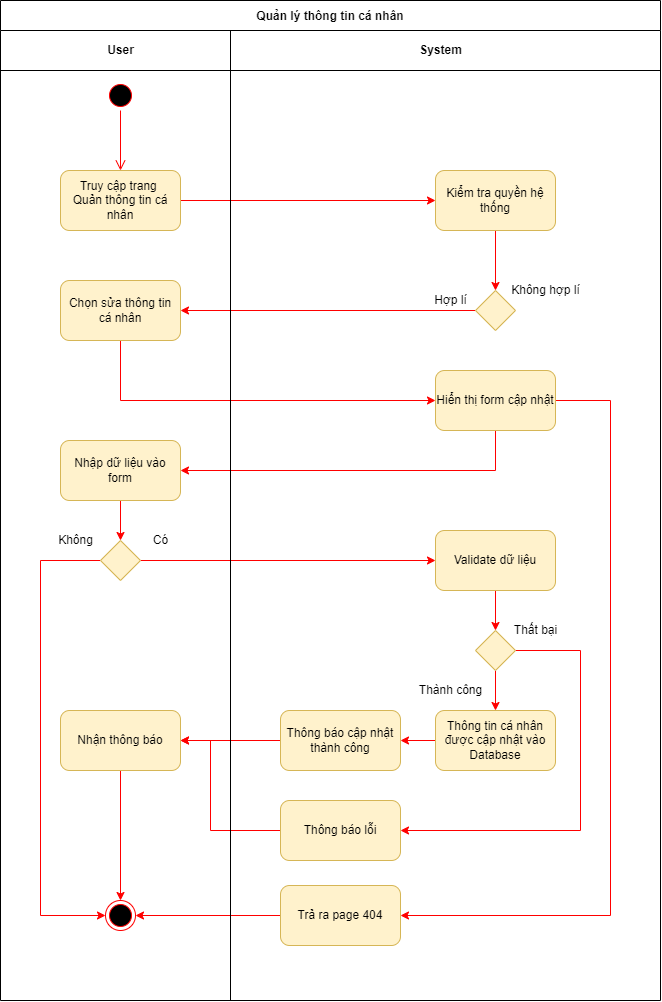 Quản lý thông tin cá nhân
User
System
Truy cập trang
Quản thông tin cá
nhân
Kiểm tra quyền hệ
thống
Không hợp lí
Hợp lí
Chọn sửa thông tin
cá nhân
Hiển thị form cập nhật
Nhập dữ liệu vào
form
Không
Có
Validate dữ liệu
Thất bại
Thành công
Nhận thông báo
Thông báo cập nhật
thành công
Thông tin cá nhân
được cập nhật vào
Database
Thông báo lỗi
Trả ra page 404